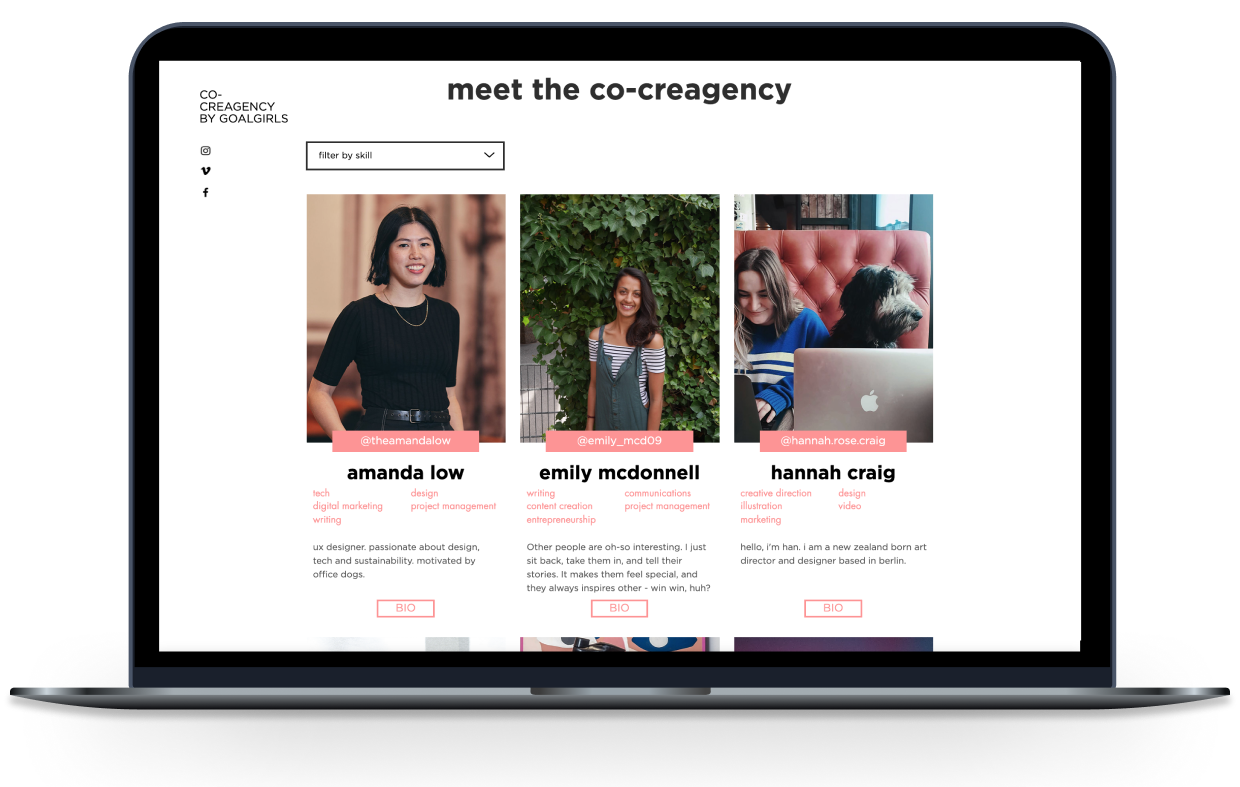 meet the co-creagency
CO-
CREAGENCY
BY GOALGIRLS
filter by skill
@theamandalow
@emily_mcd09
@hannah.rose.craig
amanda low
emily mcdonnell
hannah craig
tech
design
digital marketing
project management
writing
writing
communications
content creation
project management
entrepreneurship
creative direction
design
illustration
video
marketing
ux designer. passionate about design,
tech and sustainability. motivated by
office dogs.
Other people are oh-so interesting. I just
sit back, take them in, and tell their
stories. It makes them feel special, and
they always inspires other - win win, huh?
hello, i'm han. i am a new zealand born art
director and designer based in berlin.
BIO
BIO
BIO